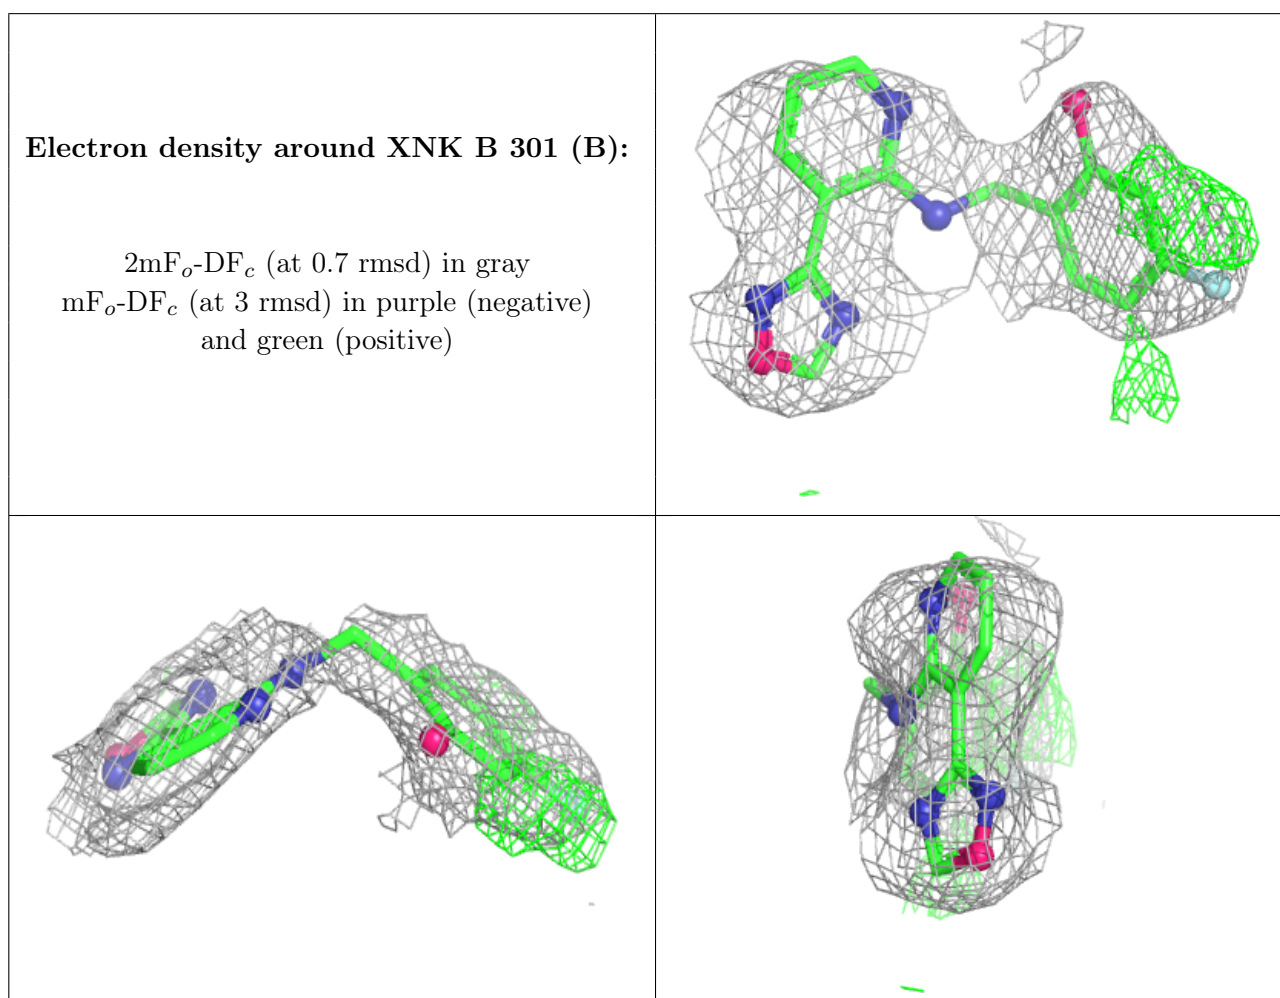 Electron density around XNK B 301 (B):
2mFo-DFc (at 0.7 rmsd) in gray
mFo-DFc (at 3 rmsd) in purple (negative)
and green (positive)